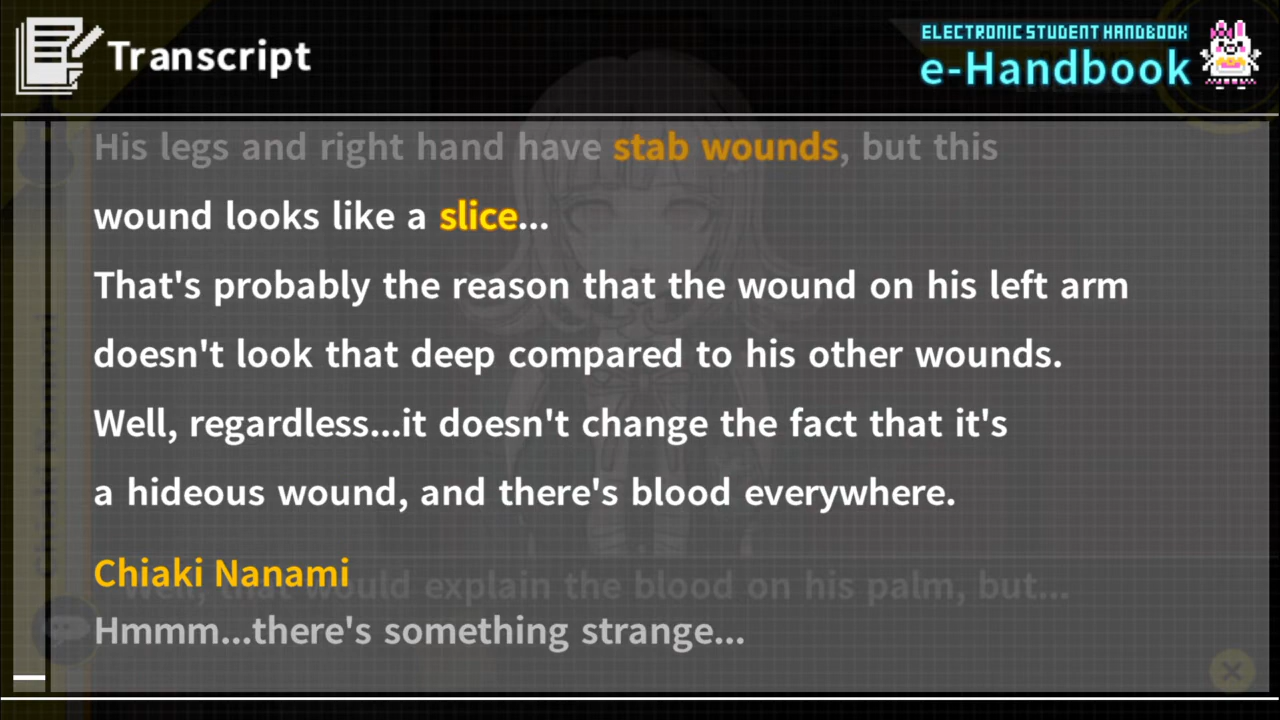 Transcript
ELECTRONIC STUDENT HANDBOOK
e-Handbook
His legs and right hand have stab wounds, but this
wound looks like a slice...
That's probably the reason that the wound on his left arm
doesn't look that deep compared to his other wounds.
Well, regardless...it doesn't change the fact that it's
a hideous wound, and there's blood everywhere.
Chiaki Nanami
Well, that would explain the blood on his palm, but...
Hmmm...there's something strange...